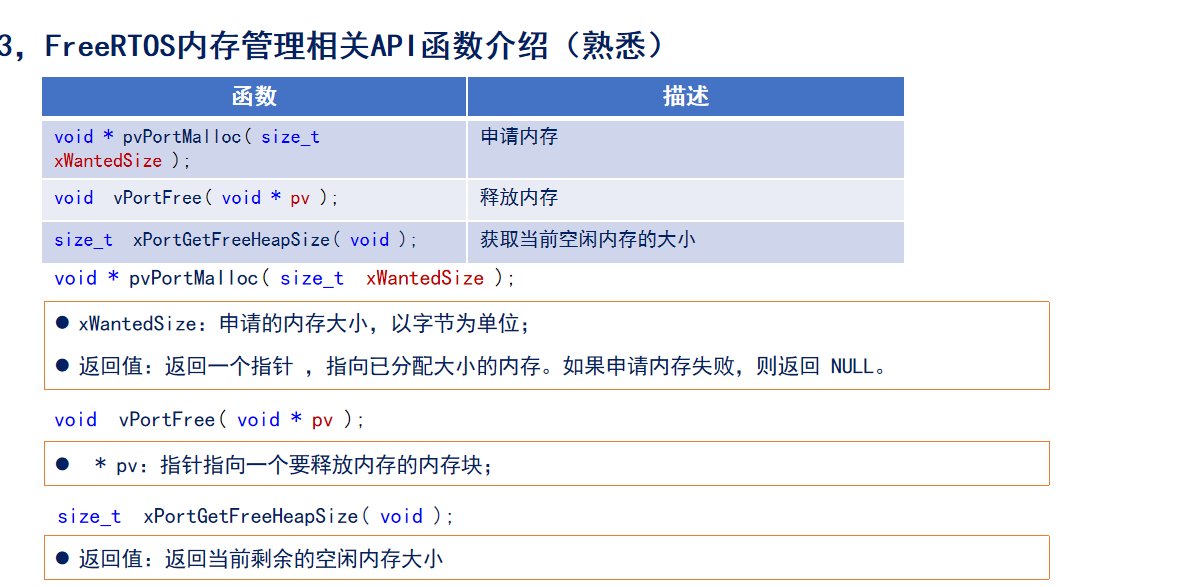 3，FreeRTOS内存管理相关API函数介绍（熟悉）
函数 描述
void * pvPortMalloc( size_t 申请内存
xWantedSize );
void vPortFree( void * pv ); 释放内存
size_t xPortGetFreeHeapSize( void ); 获取当前空闲内存的大小
void * pvPortMalloc( size_t xWantedSize );
● xWantedSize：申请的内存大小，以字节为单位；
● 返回值：返回一个指针 ，指向已分配大小的内存。如果申请内存失败，则返回 NULL。
void vPortFree( void * pv );
● * pv：指针指向一个要释放内存的内存块；
size_t xPortGetFreeHeapSize( void );
● 返回值：返回当前剩余的空闲内存大小